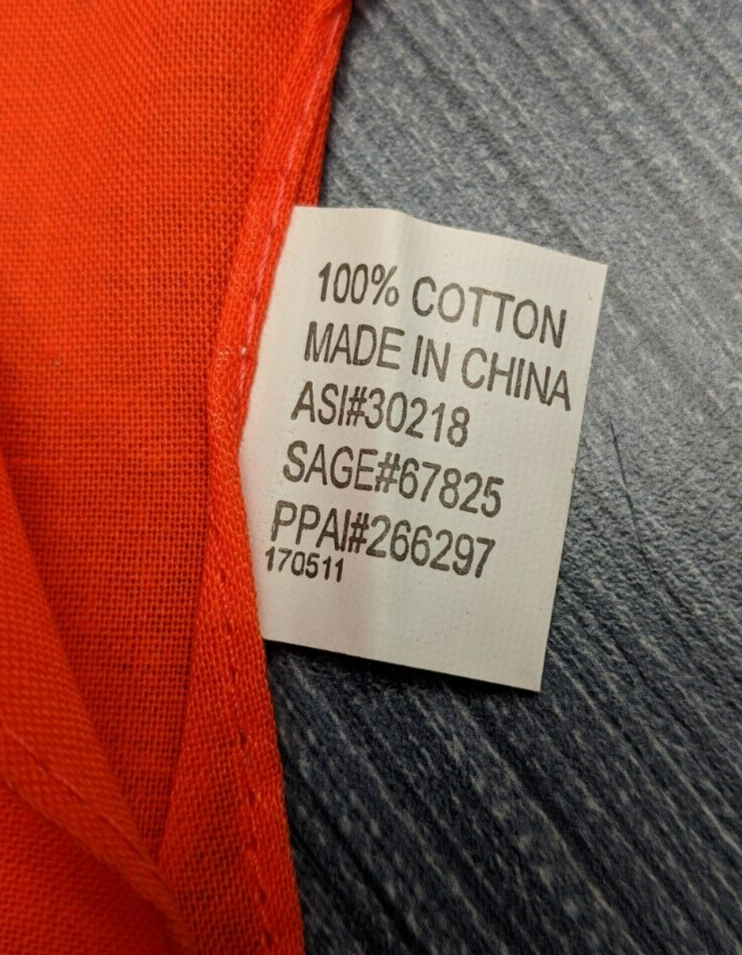 100% COTTON
MADE IN CHINA
ASI#30218
SAGE#67825
PPAI#266297
170511